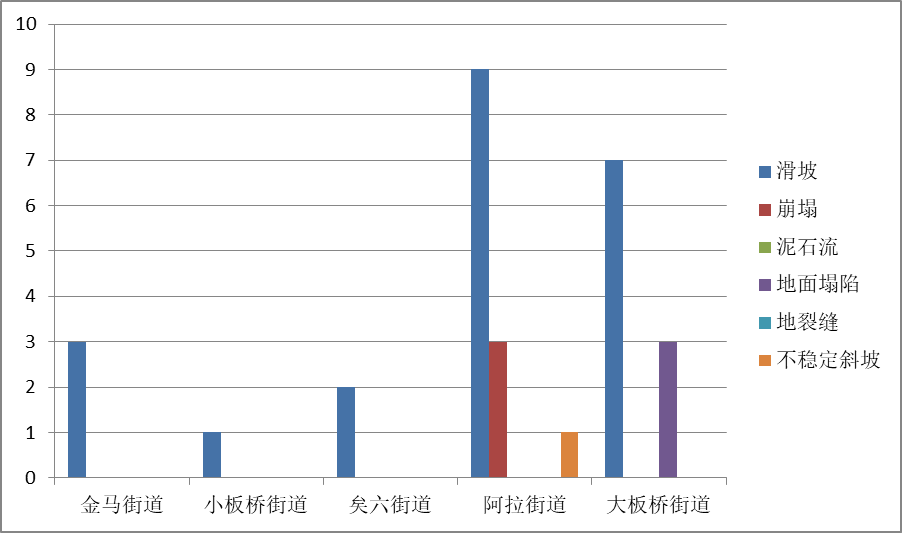 10
9
8
7
6
5
4
3
2
1
0
金马街道
小板桥街道
矣六街道
阿拉街道
大板桥街道
滑坡
崩塌
泥石流
地面塌陷
地裂缝
不稳定斜坡